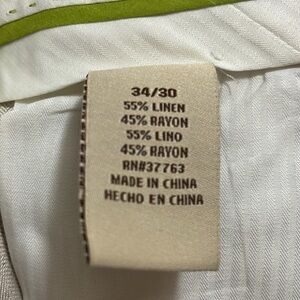 34/30
55% LINEN
45% RAYON
55% LINO
45% RAYON
RN#37763
MADE IN CHINA
HECHO EN CHINA